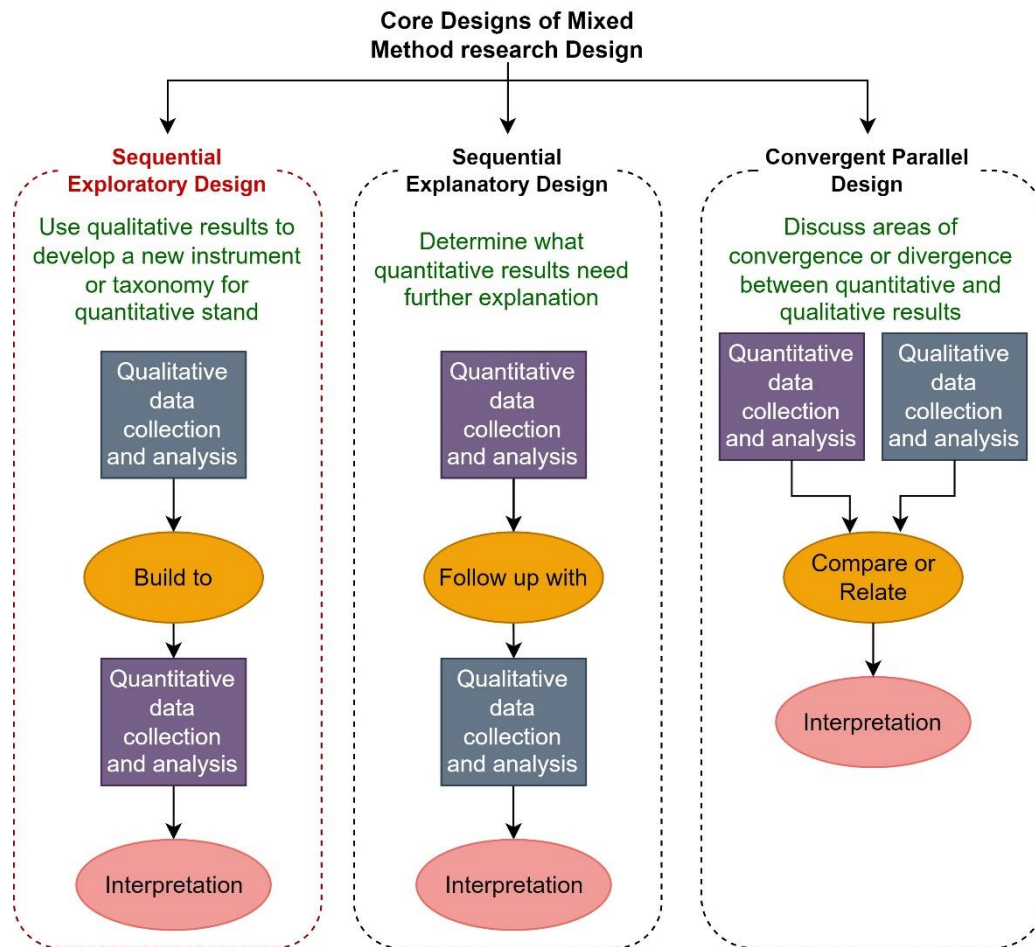 Core Designs of Mixed
Method research Design
Sequential
Exploratory Design
Use qualitative results to
develop a new instrument
or taxonomy for
quantitative stand
Qualitative
data
collection
and analysis
Build to
Quantitative
data
collection
and analysis
Interpretation
Sequential
Explanatory Design
Determine what
quantitative results need
further explanation
Quantitative
data
collection
and analysis
Follow up with
Qualitative
data
collection
and analysis
Interpretation
Convergent Parallel
Design
Discuss areas of
convergence or divergence
between quantitative and
qualitative results
Quantitative
data
collection
and analysis
Qualitative
data
collection
and analysis
Compare or
Relate
Interpretation